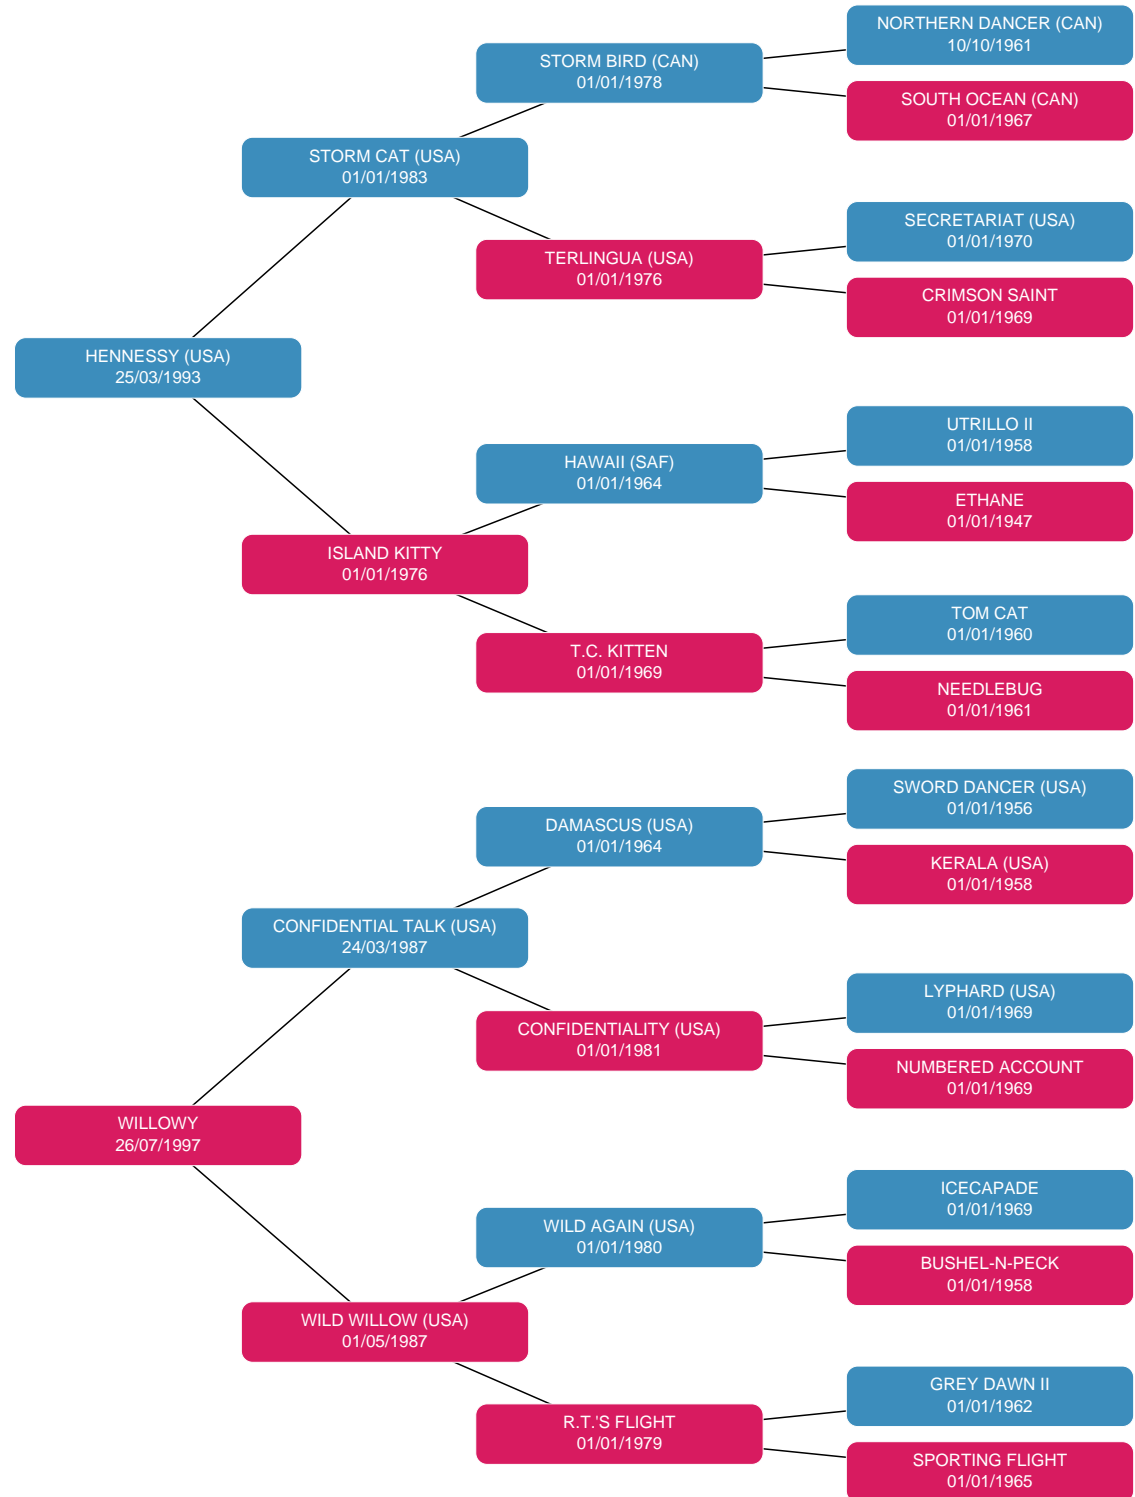 NORTHERN DANCER (CAN)
10/10/1961
STORM BIRD (CAN)
01/01/1978
SOUTH OCEAN (CAN)
01/01/1967
STORM CAT (USA)
01/01/1983
SECRETARIAT (USA)
01/01/1970
TERLINGUA (USA)
01/01/1976
CRIMSON SAINT
01/01/1969
HENNESSY (USA)
25/03/1993
UTRILLO II
01/01/1958
HAWAII (SAF)
01/01/1964
ETHANE
01/01/1947
ISLAND KITTY
01/01/1976
TOM CAT
01/01/1960
T.C. KITTEN
01/01/1969
NEEDLEBUG
01/01/1961
SWORD DANCER (USA)
01/01/1956
DAMASCUS (USA)
01/01/1964
KERALA (USA)
01/01/1958
CONFIDENTIAL TALK (USA)
24/03/1987
LYPHARD (USA)
01/01/1969
CONFIDENTIALITY (USA)
01/01/1981
NUMBERED ACCOUNT
01/01/1969
WILLOWY
26/07/1997
ICECAPADE
01/01/1969
WILD AGAIN (USA)
01/01/1980
BUSHEL-N-PECK
01/01/1958
WILD WILLOW (USA)
01/05/1987
GREY DAWN II
01/01/1962
R.T.'S FLIGHT
01/01/1979
SPORTING FLIGHT
01/01/1965